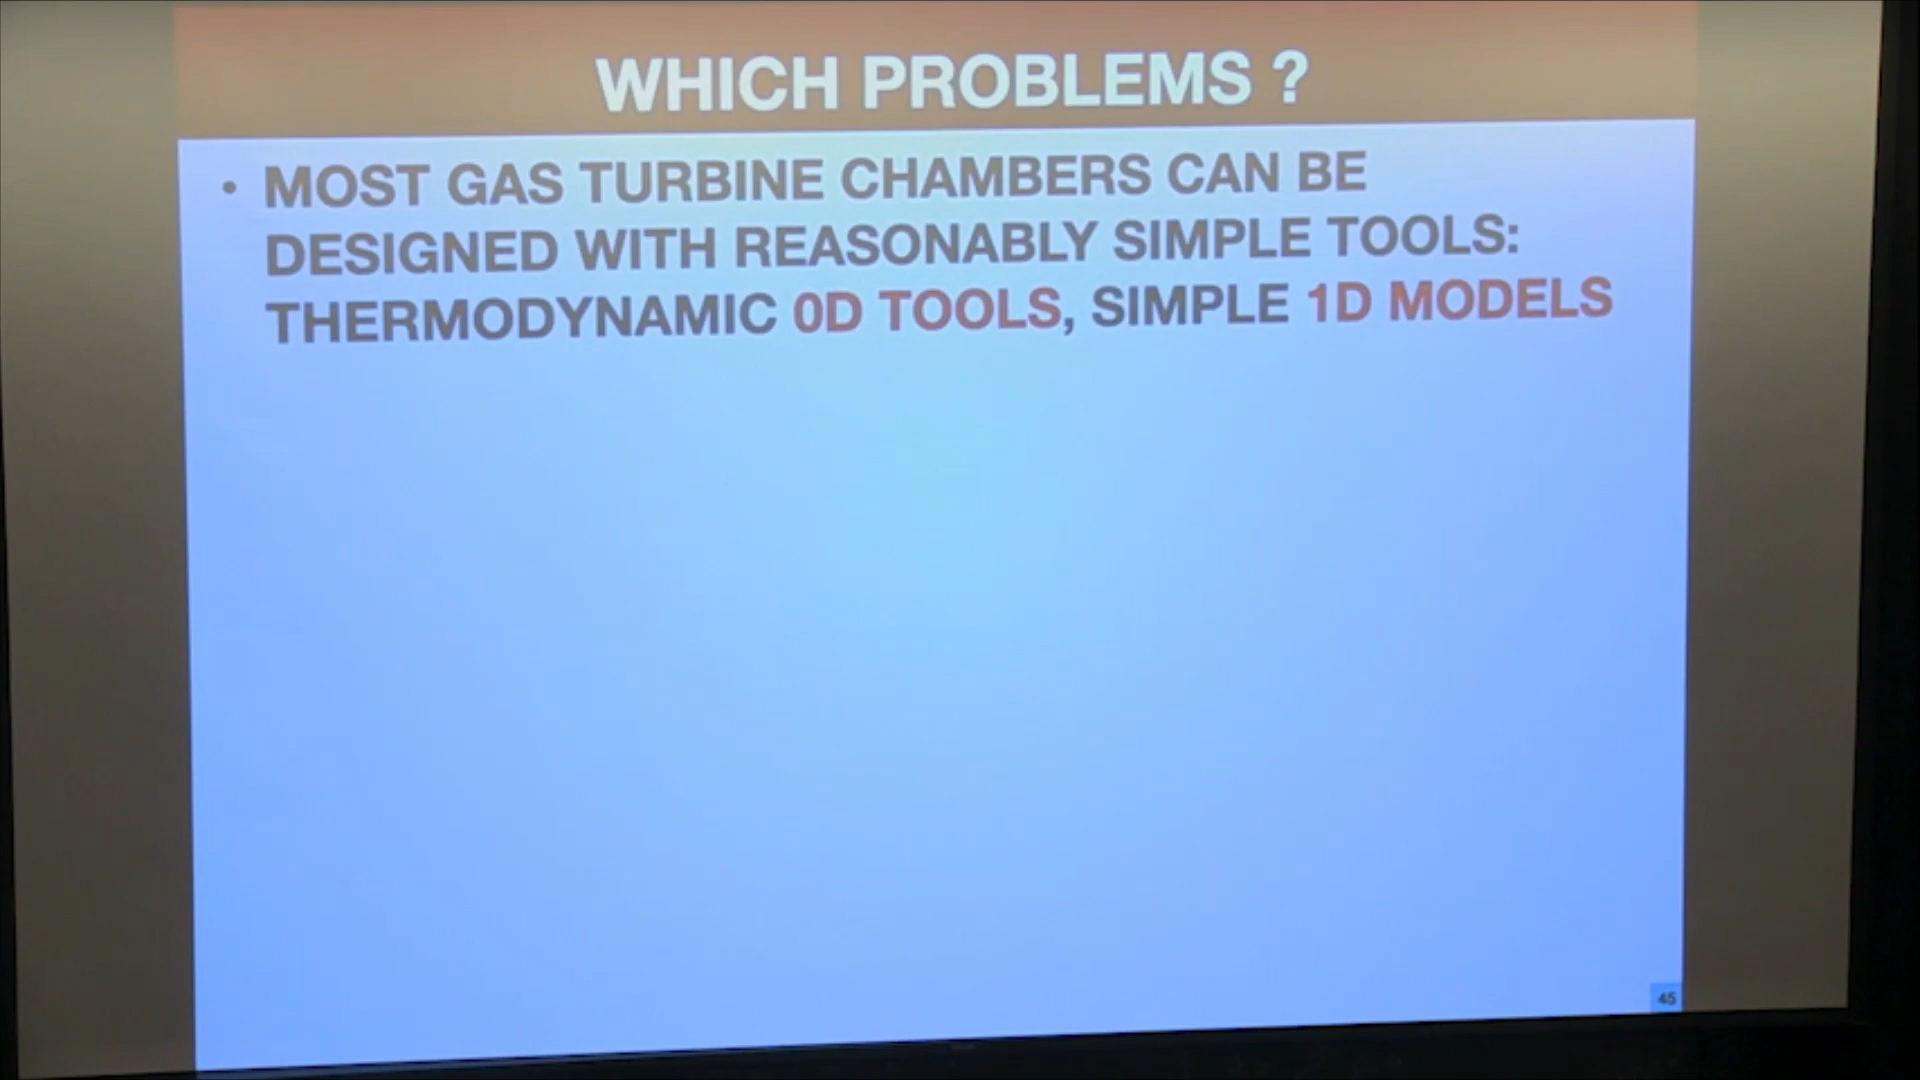 WHICH PROBLEMS ?
• MOST GAS TURBINE CHAMBERS CAN BE
DESIGNED WITH REASONABLY SIMPLE TOOLS:
THERMODYNAMIC 0D TOOLS, SIMPLE 1D MODELS
45